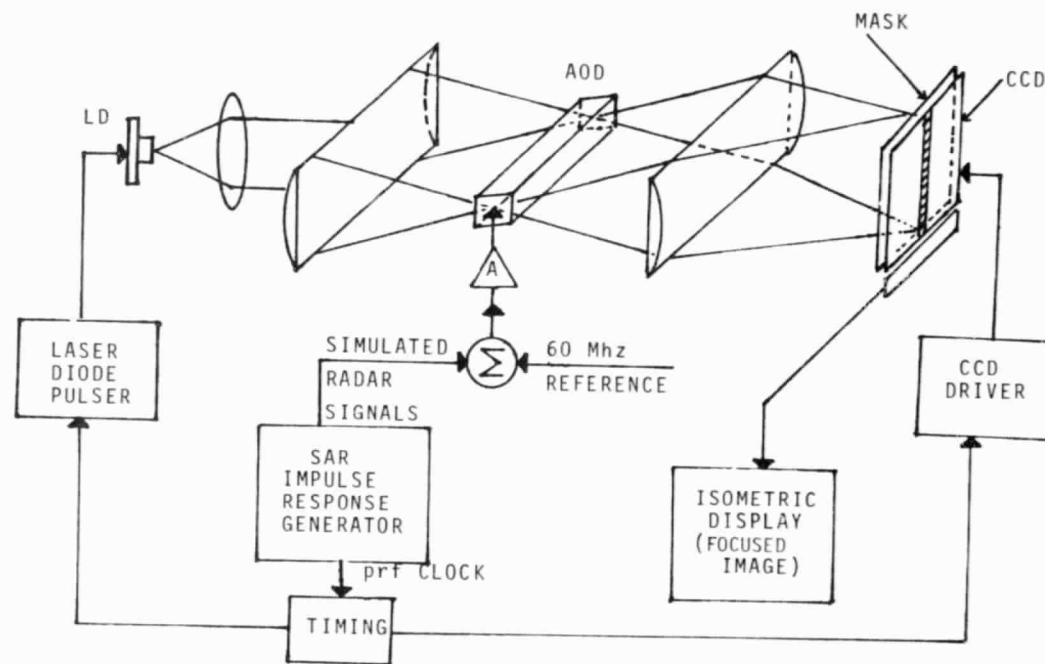 MASK
AOD
CCD
LD
A
SIMULATED
RADAR
SIGNALS
Σ
60 Mhz
REFERENCE
LASER
DIODE
PULSER
CCD
DRIVER
SAR
IMPULSE
RESPONSE
GENERATOR
ISOMETRIC
DISPLAY
(FOCUSED
IMAGE)
prf CLOCK
TIMING